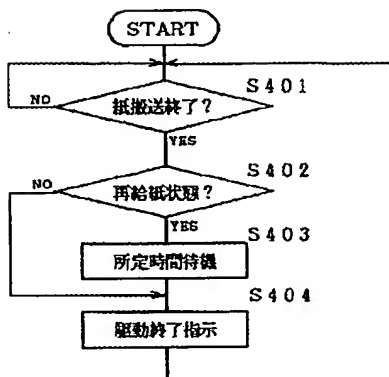 START
S401
紙搬送終了?
NO
YES
S402
NO
再給紙状態?
YES
S403
所定時間待機
S404
駆動終了指示